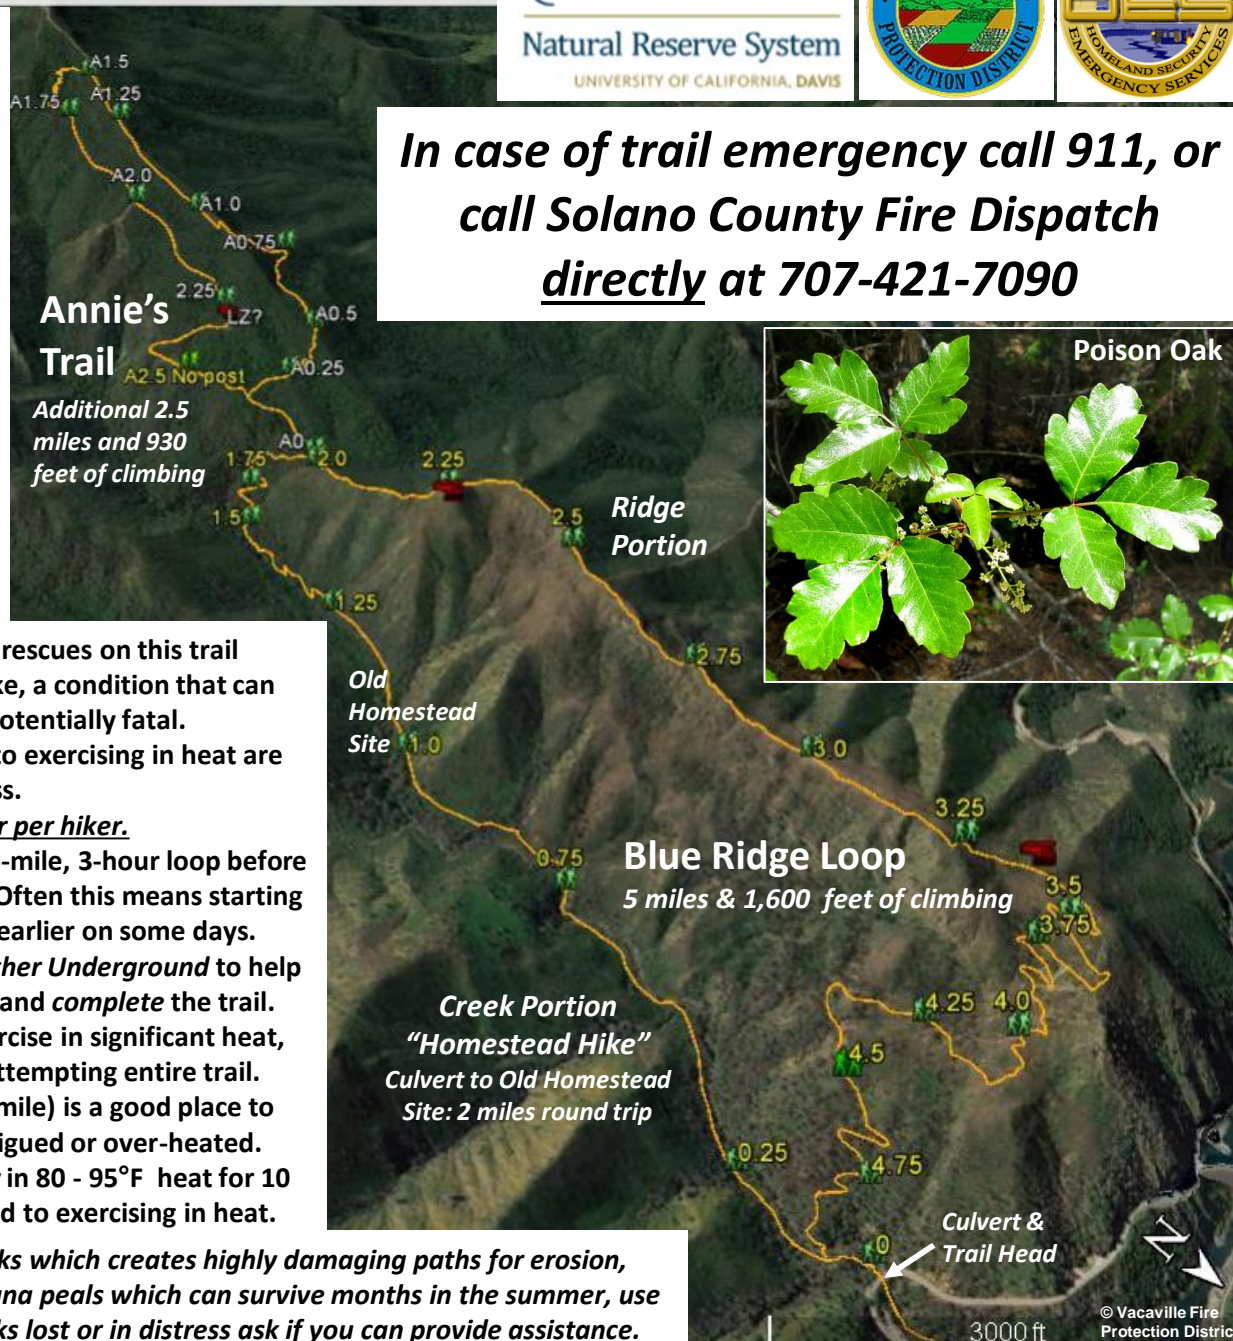 Natural Reserve System
UNIVERSITY OF CALIFORNIA, DAVIS
PROTECTION DISTRICT
HOMELAND SECURITY
EMERGENCY SERVICES
In case of trail emergency call 911, or
call Solano County Fire Dispatch
directly at 707-421-7090
Poison Oak
A1.5
A1.75
A1.25
A2.0
A1.0
A0.75
2.25
LZ?
A0.5
Annie's
Trail
A2.5 No post
A0.25
Additional 2.5
miles and 930
feet of climbing
A0
1.75
2.0
2.25
1.5
2.5
Ridge
Portion
1.25
2.75
Old
Homestead
Site
1.0
3.0
3.25
0.75
Blue Ridge Loop
5 miles & 1,600 feet of climbing
3.5
3.75
4.25
4.0
Creek Portion
“Homestead Hike”
Culvert to Old Homestead
Site: 2 miles round trip
4.5
0.25
4.75
0
Culvert &
Trail Head
N
rescues on this trail
ke, a condition that can
otentially fatal.
to exercising in heat are
ss.
r per hiker.
-mile, 3-hour loop before
Often this means starting
earlier on some days.
ther Underground to help
and complete the trail.
rcise in significant heat,
ttempting entire trail.
mile) is a good place to
igued or over-heated.
in 80 - 95°F heat for 10
d to exercising in heat.
ks which creates highly damaging paths for erosion,
na peals which can survive months in the summer, use
ks lost or in distress ask if you can provide assistance.
3000 ft
© Vacaville Fire
Protection Distric